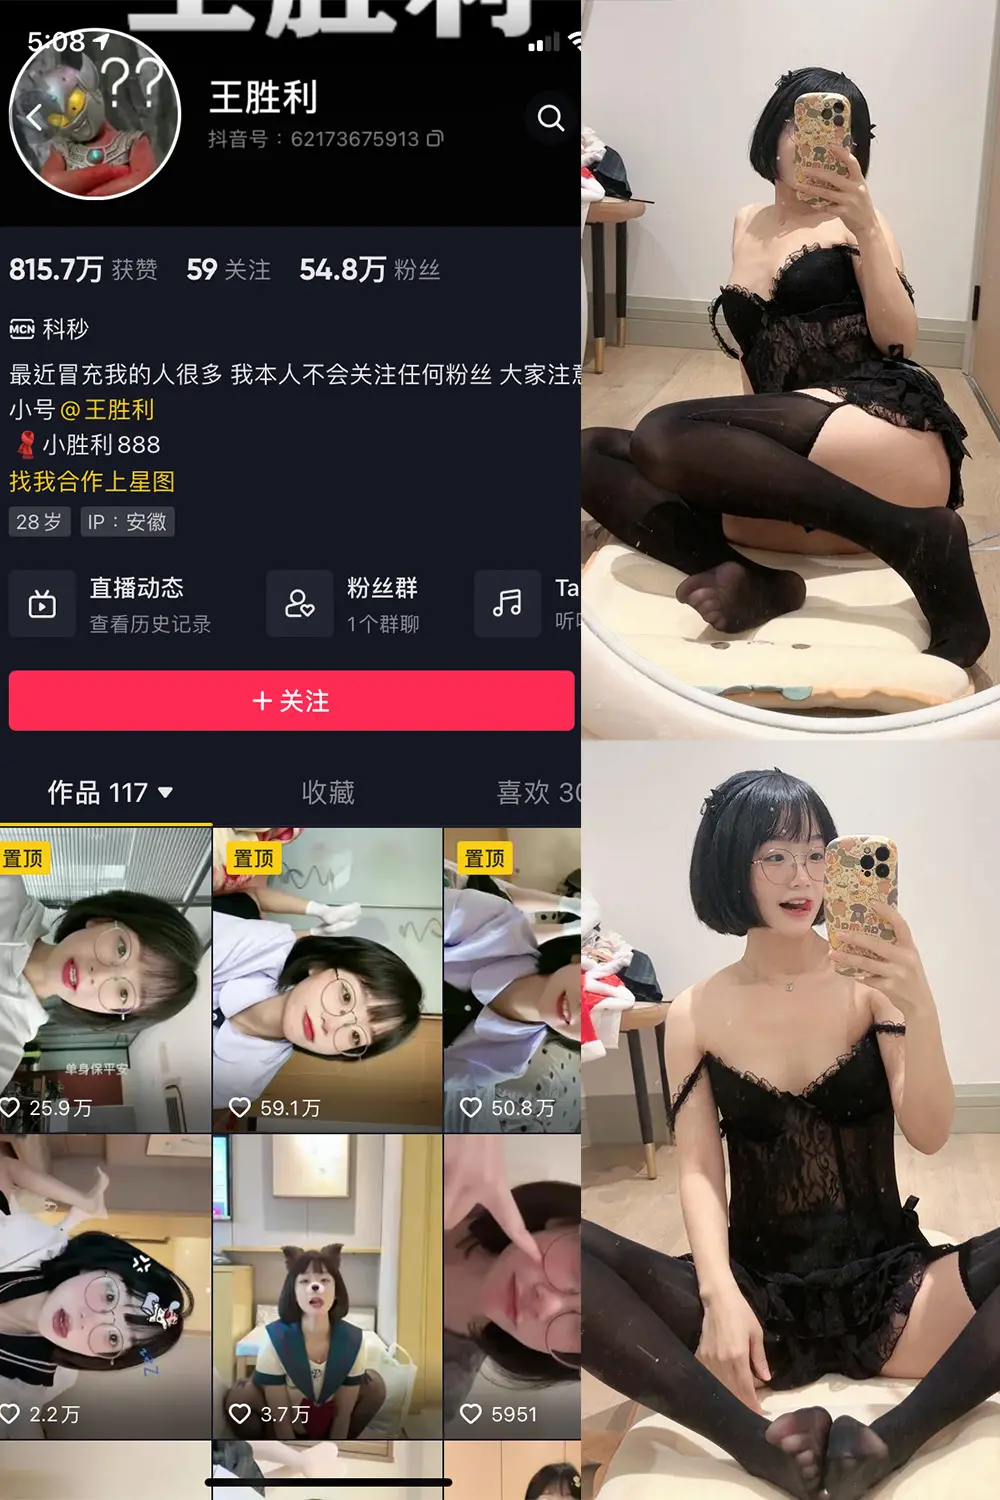 王胜利
5:08
??
王胜利
抖音号：62173675913
815.7万 获赞 59 关注 54.8万 粉丝
MCN 科秒
最近冒充我的人很多 我本人不会关注任何粉丝 大家注意
小号@王胜利
小胜利888
找我合作上星图
28岁 IP：安徽
直播动态
查看历史记录
粉丝群
1个群聊
Ta
听
+ 关注
作品 117 收藏 喜欢 30
置顶 置顶 置顶
单身保平安
25.9万 59.1万 50.8万
2.2万 3.7万 5951